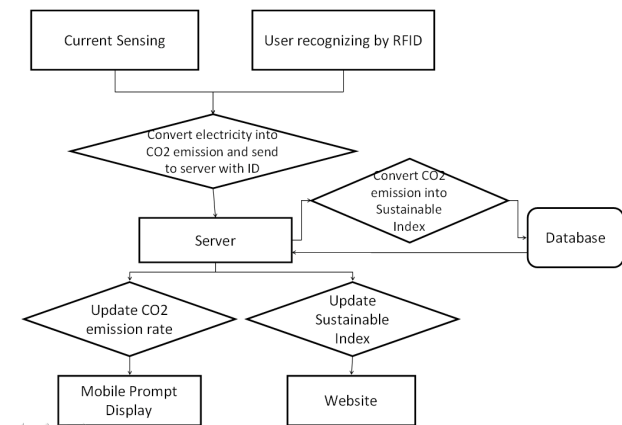 Current Sensing
User recognizing by RFID
Convert electricity into
CO2 emission and send
to server with ID
Convert CO2
emission into
Sustainable
Index
Server
Database
Update CO2
emission rate
Update
Sustainable
Index
Mobile Prompt
Display
Website